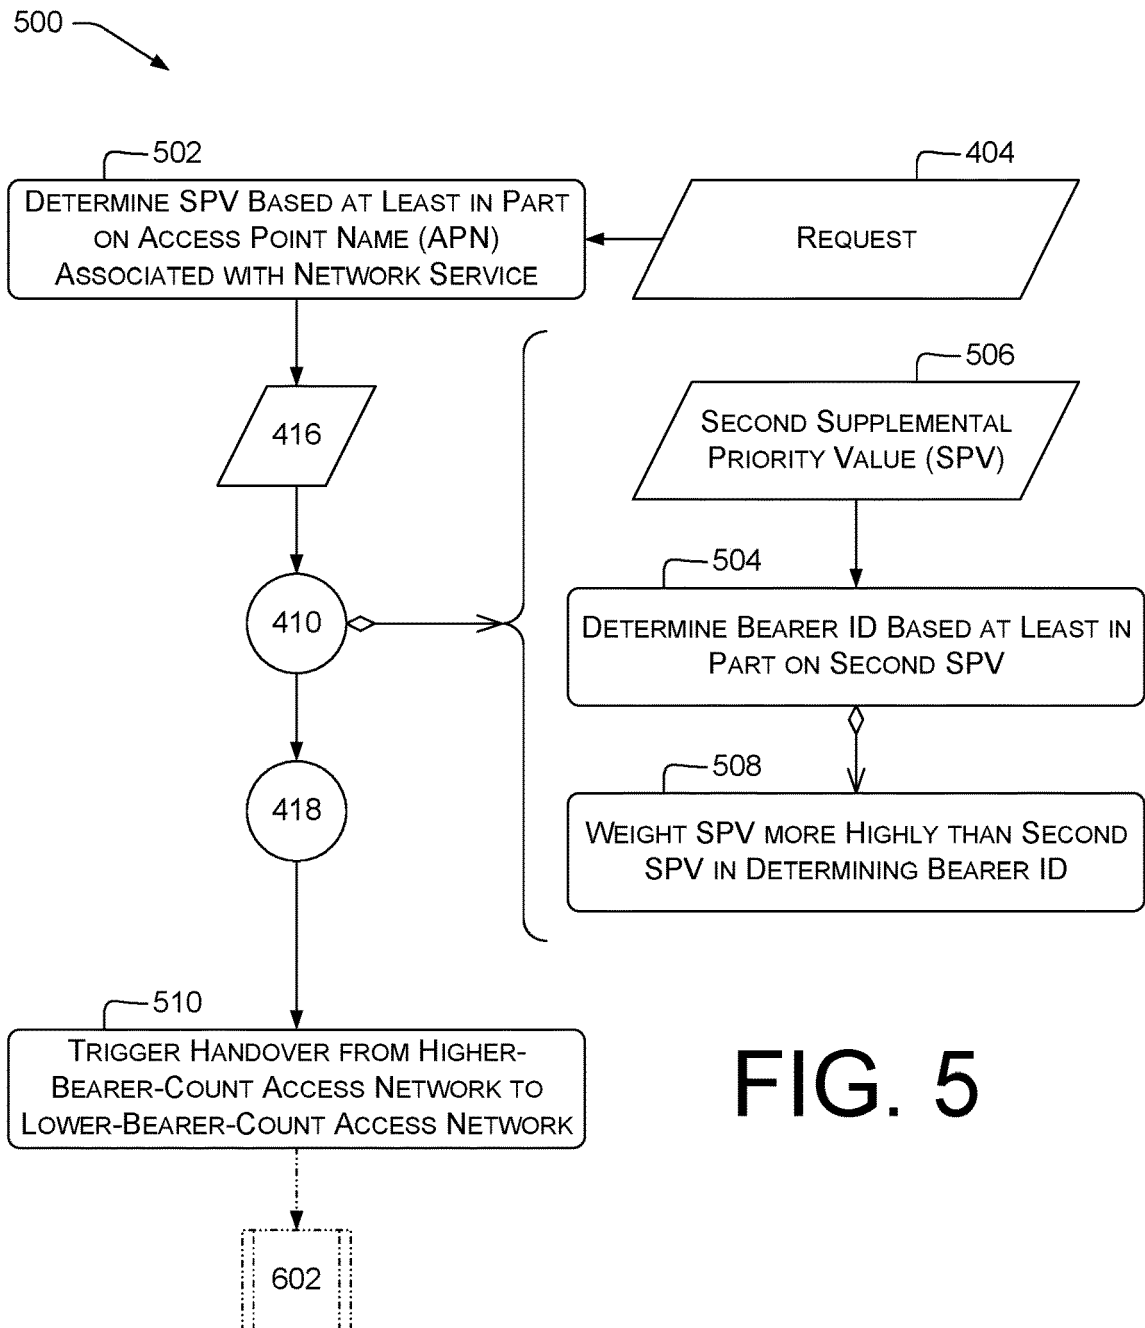 500
502
DETERMINE SPV BASED AT LEAST IN PART
ON ACCESS POINT NAME (APN)
ASSOCIATED WITH NETWORK SERVICE
404
REQUEST
416
506
SECOND SUPPLEMENTAL
PRIORITY VALUE (SPV)
410
504
DETERMINE BEARER ID BASED AT LEAST IN
PART ON SECOND SPV
418
508
WEIGHT SPV MORE HIGHLY THAN SECOND
SPV IN DETERMINING BEARER ID
510
TRIGGER HANDOVER FROM HIGHER-
BEARER-COUNT ACCESS NETWORK TO
LOWER-BEARER-COUNT ACCESS NETWORK
602
FIG. 5